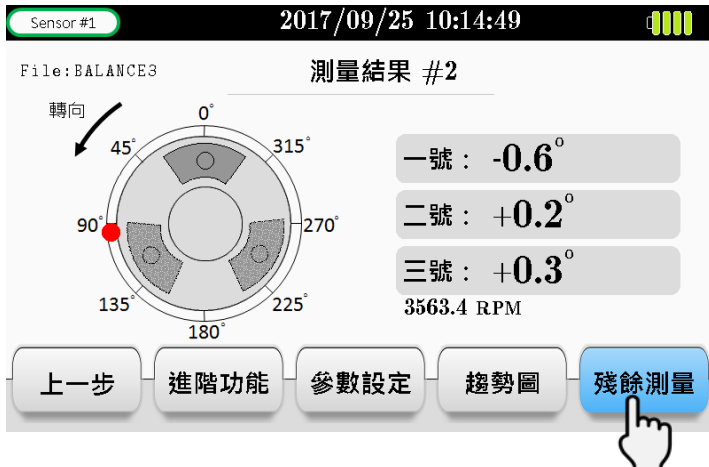 Sensor #1
2017/09/25 10:14:49
File:BALANCE3
測量結果 #2
轉向
0°
45°
315°
90°
270°
135°
225°
180°
一號： -0.6°
二號： +0.2°
三號： +0.3°
3563.4 RPM
上一步
進階功能
參數設定
趨勢圖
殘餘測量